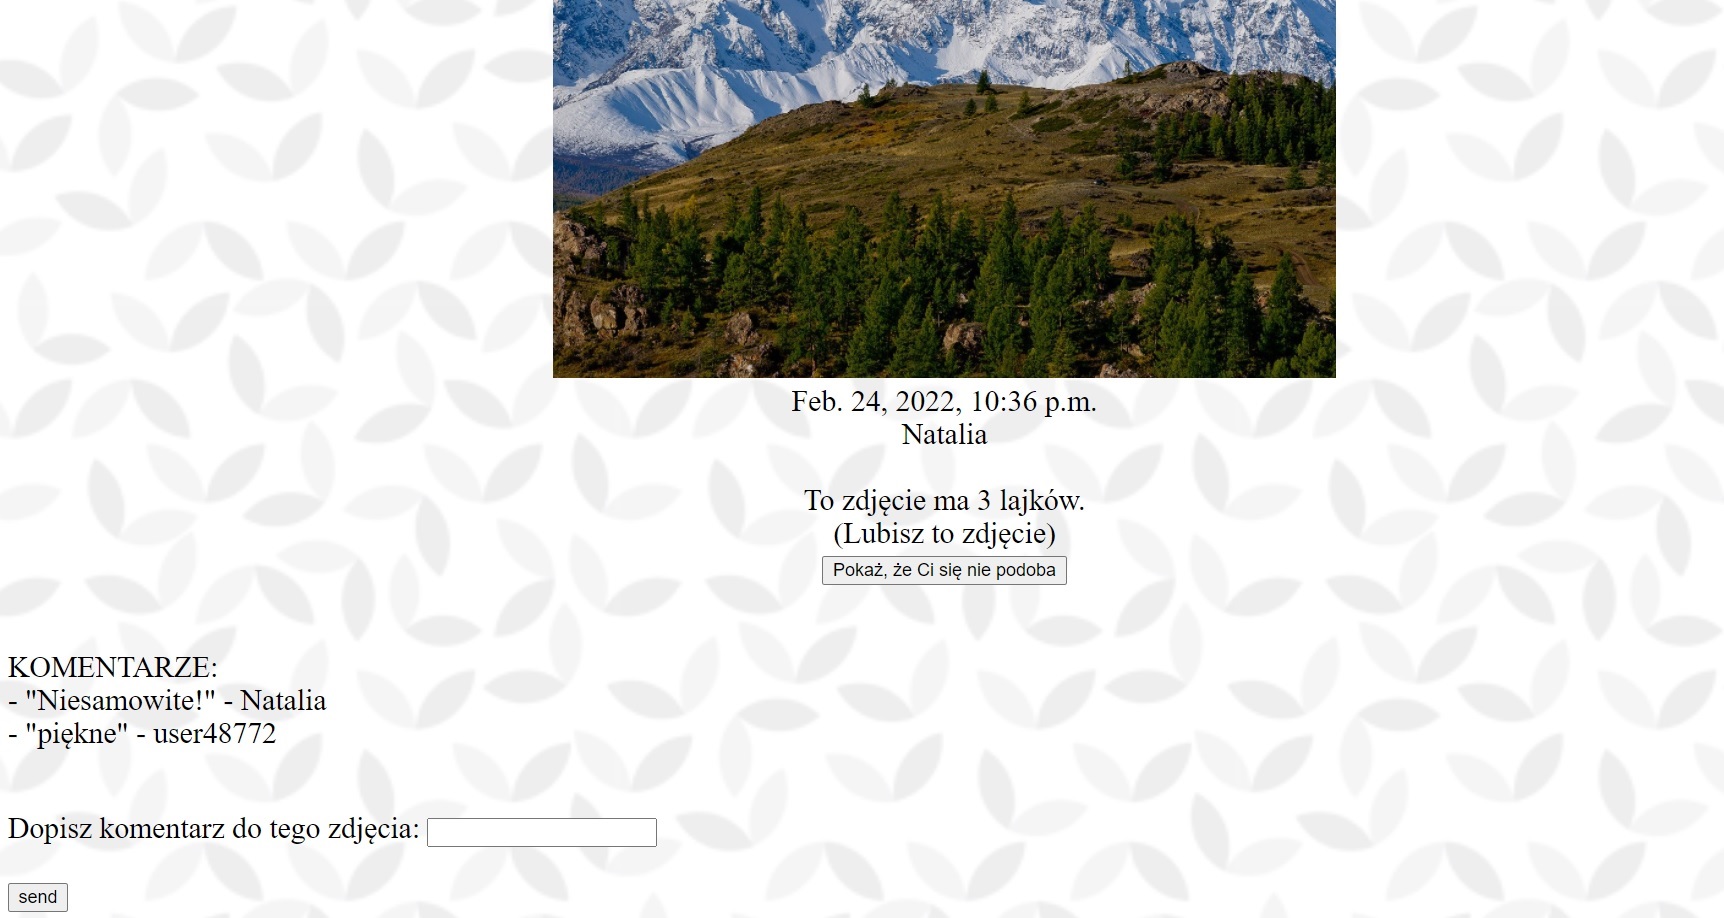 Feb. 24, 2022, 10:36 p.m.
Natalia
To zdjęcie ma 3 lajków.
(Lubisz to zdjęcie)
Pokaż, że Ci się nie podoba
KOMENTARZE:
- "Niesamowite!" - Natalia
- "piękne" - user48772
Dopisz komentarz do tego zdjęcia:
send